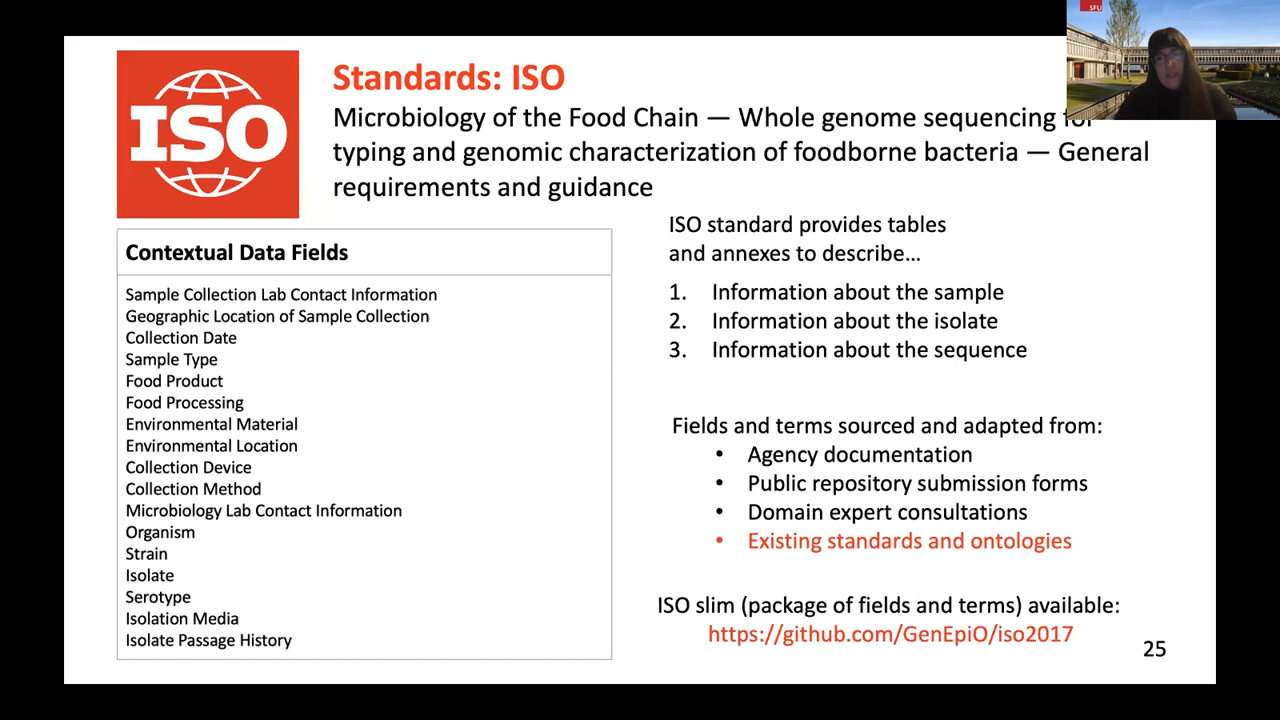 SFU
ISO
Standards: ISO
Microbiology of the Food Chain — Whole genome sequencing for
typing and genomic characterization of foodborne bacteria — General
requirements and guidance
Contextual Data Fields
Sample Collection Lab Contact Information
Geographic Location of Sample Collection
Collection Date
Sample Type
Food Product
Food Processing
Environmental Material
Environmental Location
Collection Device
Collection Method
Microbiology Lab Contact Information
Organism
Strain
Isolate
Serotype
Isolation Media
Isolate Passage History
ISO standard provides tables
and annexes to describe…
1. Information about the sample
2. Information about the isolate
3. Information about the sequence
Fields and terms sourced and adapted from:
• Agency documentation
• Public repository submission forms
• Domain expert consultations
• Existing standards and ontologies
ISO slim (package of fields and terms) available:
https://github.com/GenEpiO/iso2017
25